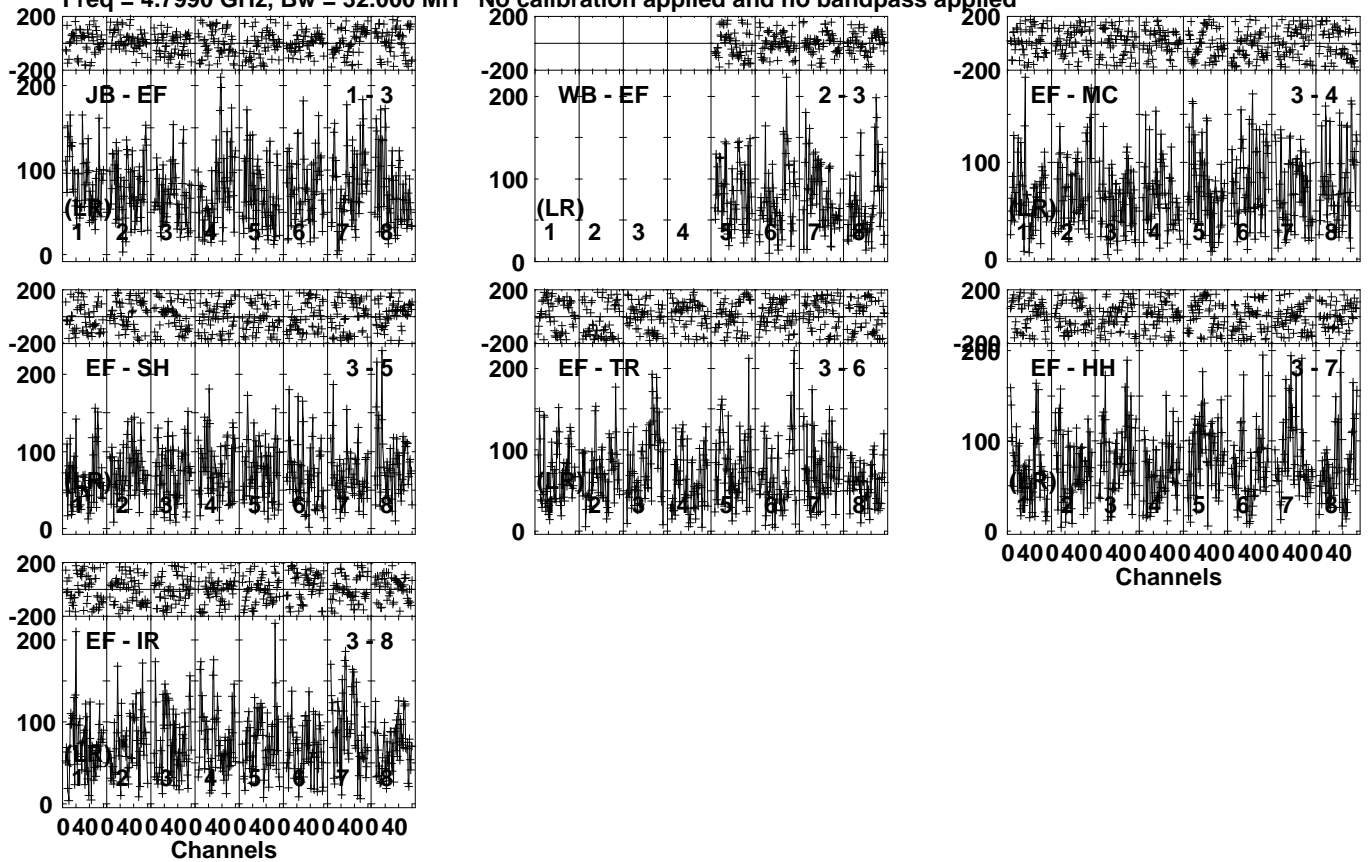 Freq = 4.7990 GHz, Bw = 32.000 MH No calibration applied and no bandpass applied
200
-200
200
100
0
JB - EF
1 - 3
(LR)
1 2 3 4 5 6 7 8
200
-200
200
100
0
WB - EF
2 - 3
(LR)
1 2 3 4 5 6 7 8
200
-200
200
100
0
EF - MC
3 - 4
(LR)
1 2 3 4 5 6 7 8
200
-200
200
100
0
EF - SH
3 - 5
(LR)
1 2 3 4 5 6 7 8
200
-200
200
100
0
EF - TR
3 - 6
(LR)
1 2 3 4 5 6 7 8
200
-200
200
100
0
EF - HH
3 - 7
(LR)
1 2 3 4 5 6 7 8
0 40 0 40 0 40 0 40 0 40 0 40 0 40 0 40
Channels
200
-200
200
100
0
EF - IR
3 - 8
(LR)
1 2 3 4 5 6 7 8
0 40 0 40 0 40 0 40 0 40 0 40 0 40 0 40
Channels